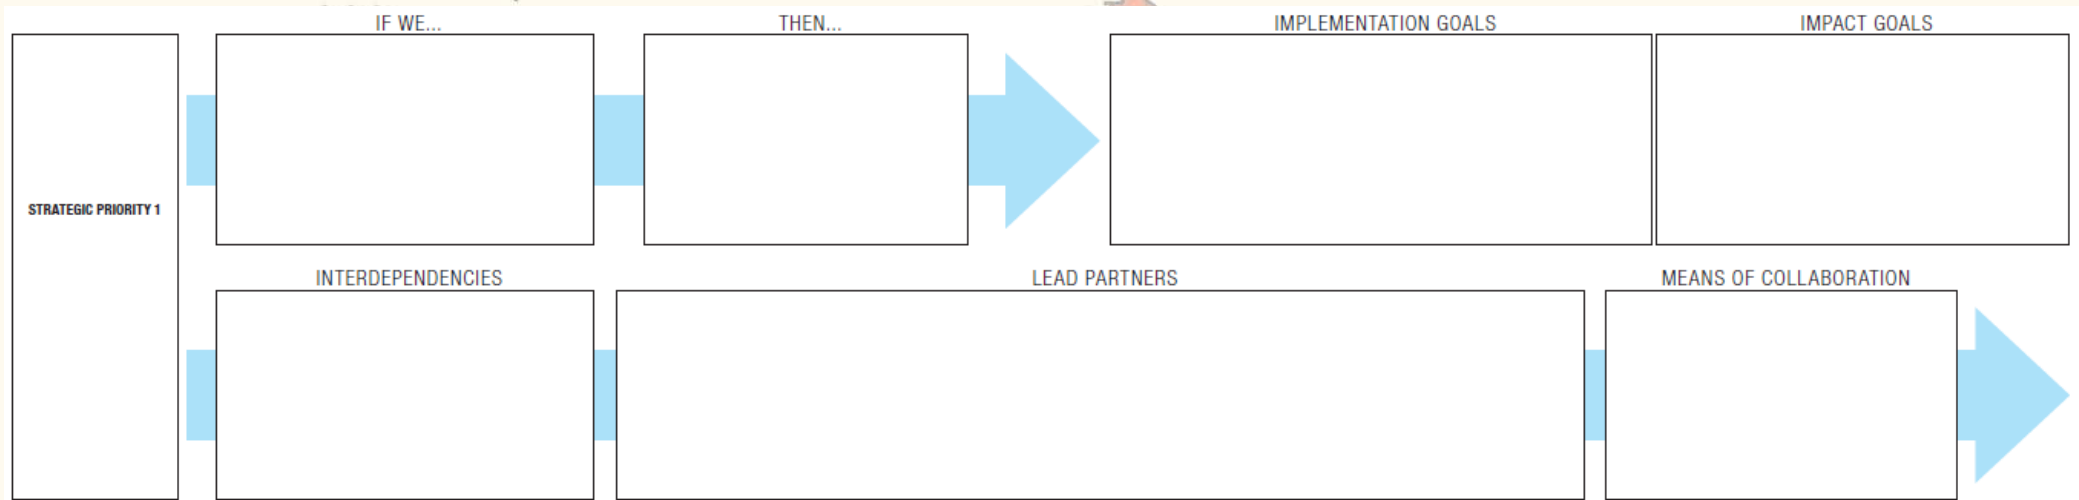 IF WE...
THEN...
IMPLEMENTATION GOALS
IMPACT GOALS
STRATEGIC PRIORITY 1
INTERDEPENDENCIES
LEAD PARTNERS
MEANS OF COLLABORATION